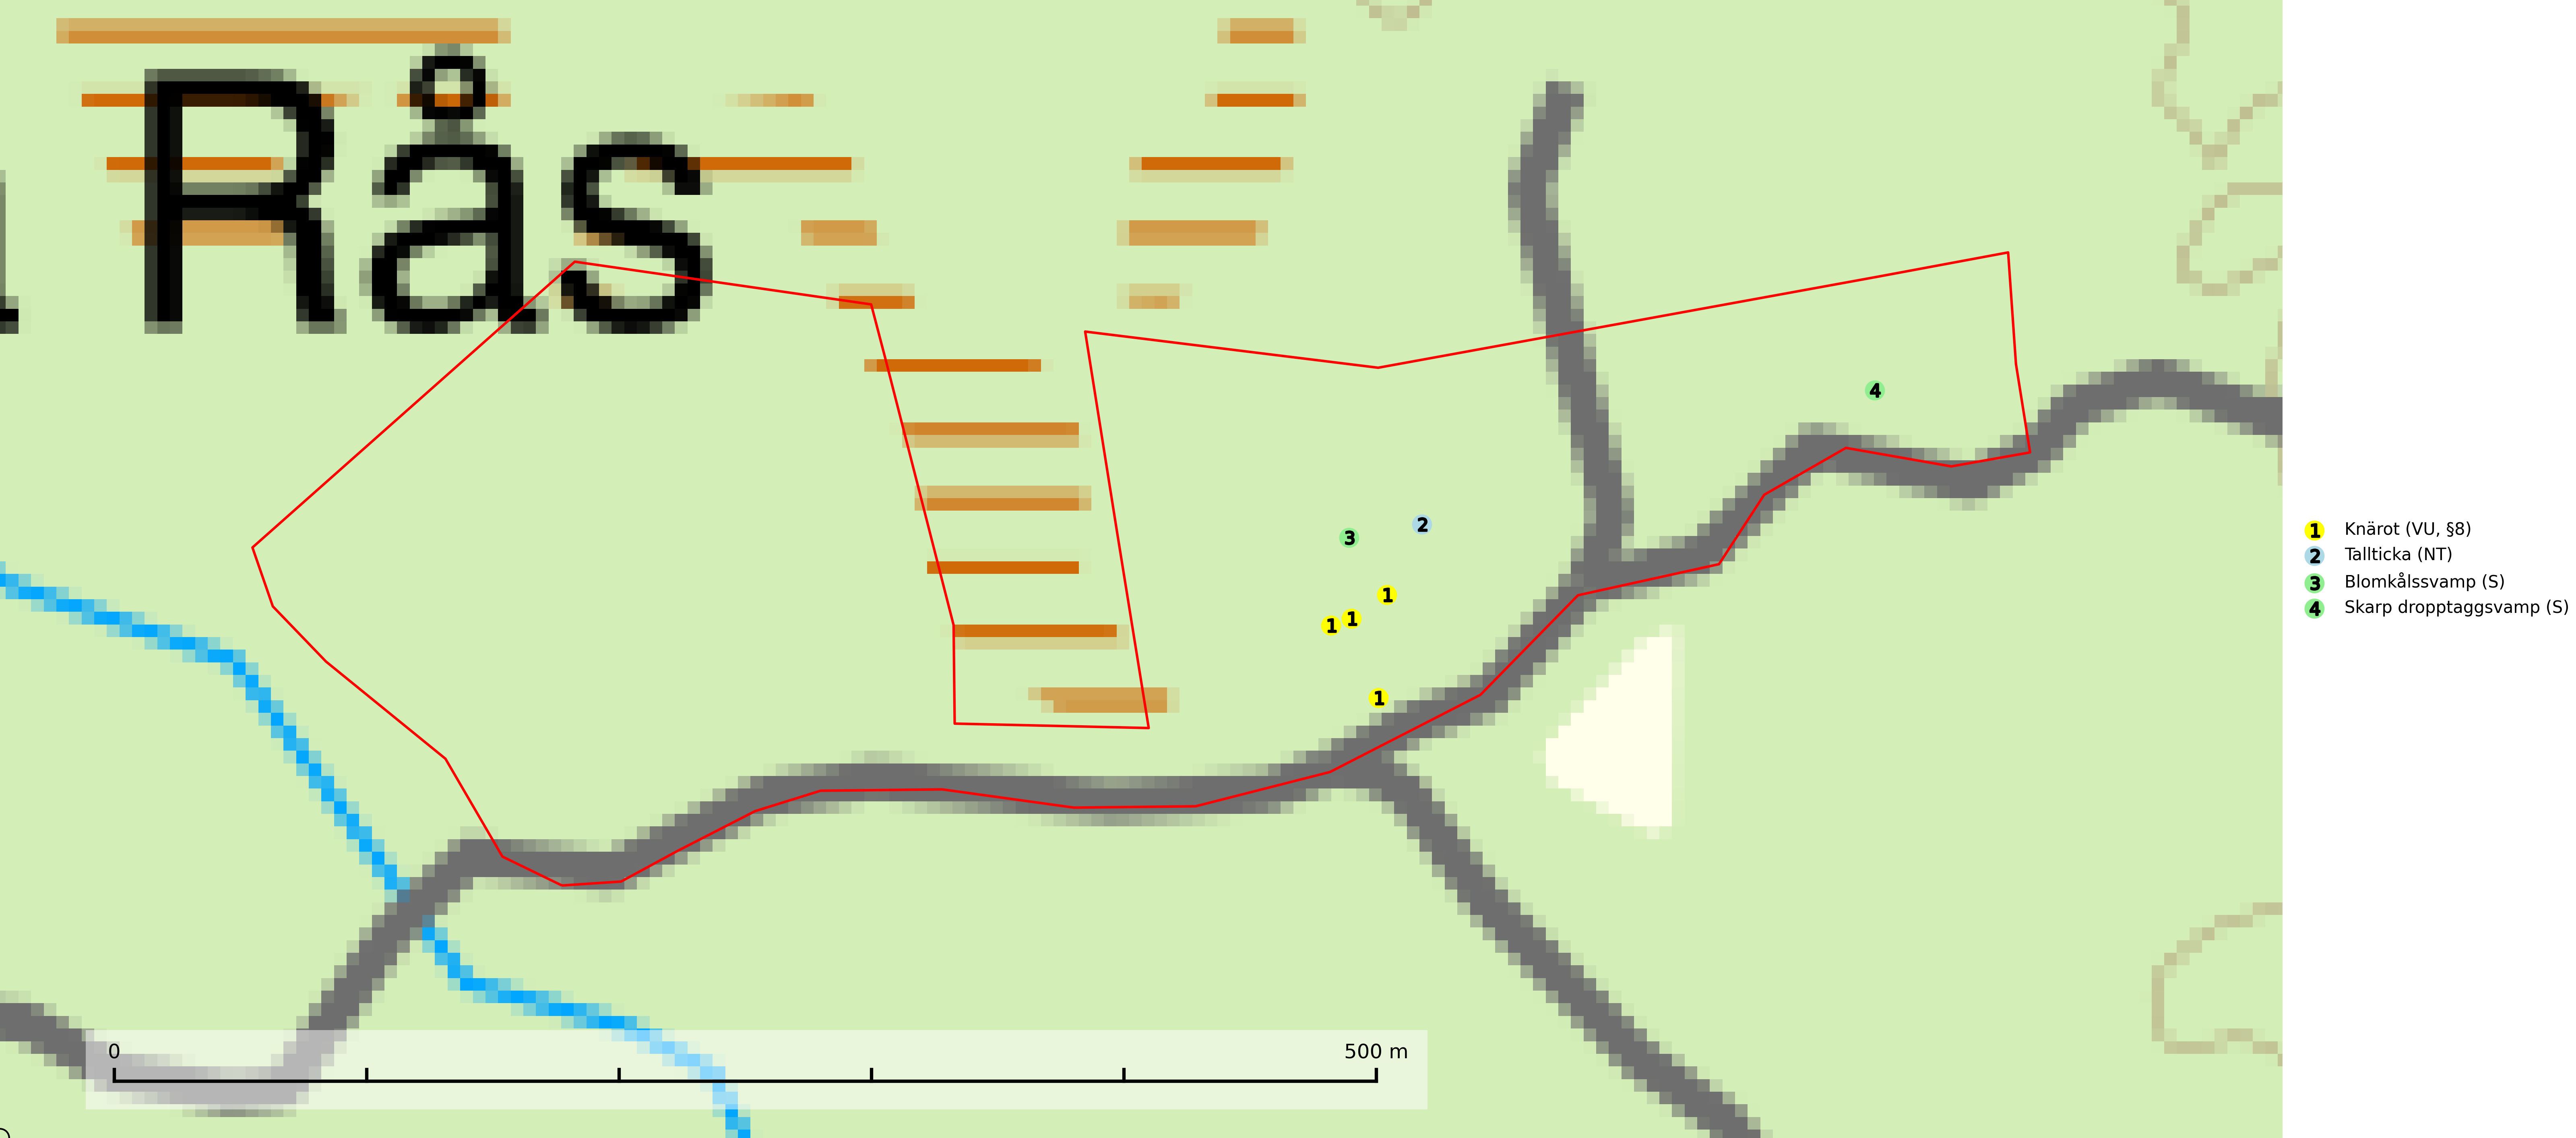 Rås
4
2
3
1
1
1
1
0
500 m
1 Knärot (VU, §8)
2 Tallticka (NT)
3 Blomkålssvamp (S)
4 Skarp dropptaggsvamp (S)